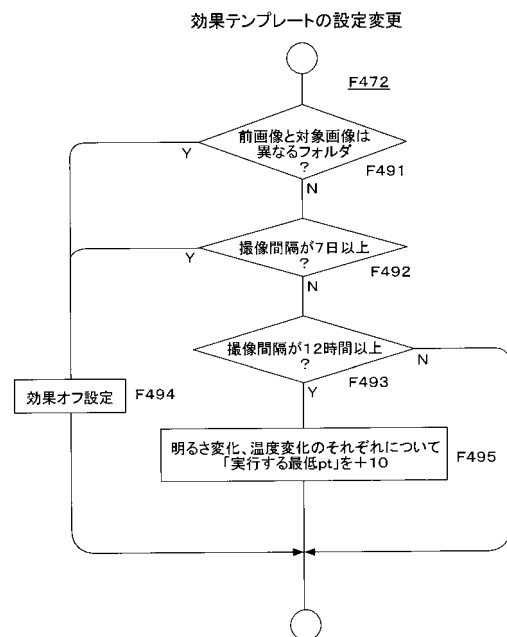 効果テンプレートの設定変更
F472
前画像と対象画像は
異なるフォルダ
?
F491
Y
N
撮像間隔が7日以上
?
F492
Y
N
撮像間隔が12時間以上
?
F493
N
Y
効果オフ設定
F494
明るさ変化、温度変化のそれぞれについて
「実行する最低pt」を+10
F495